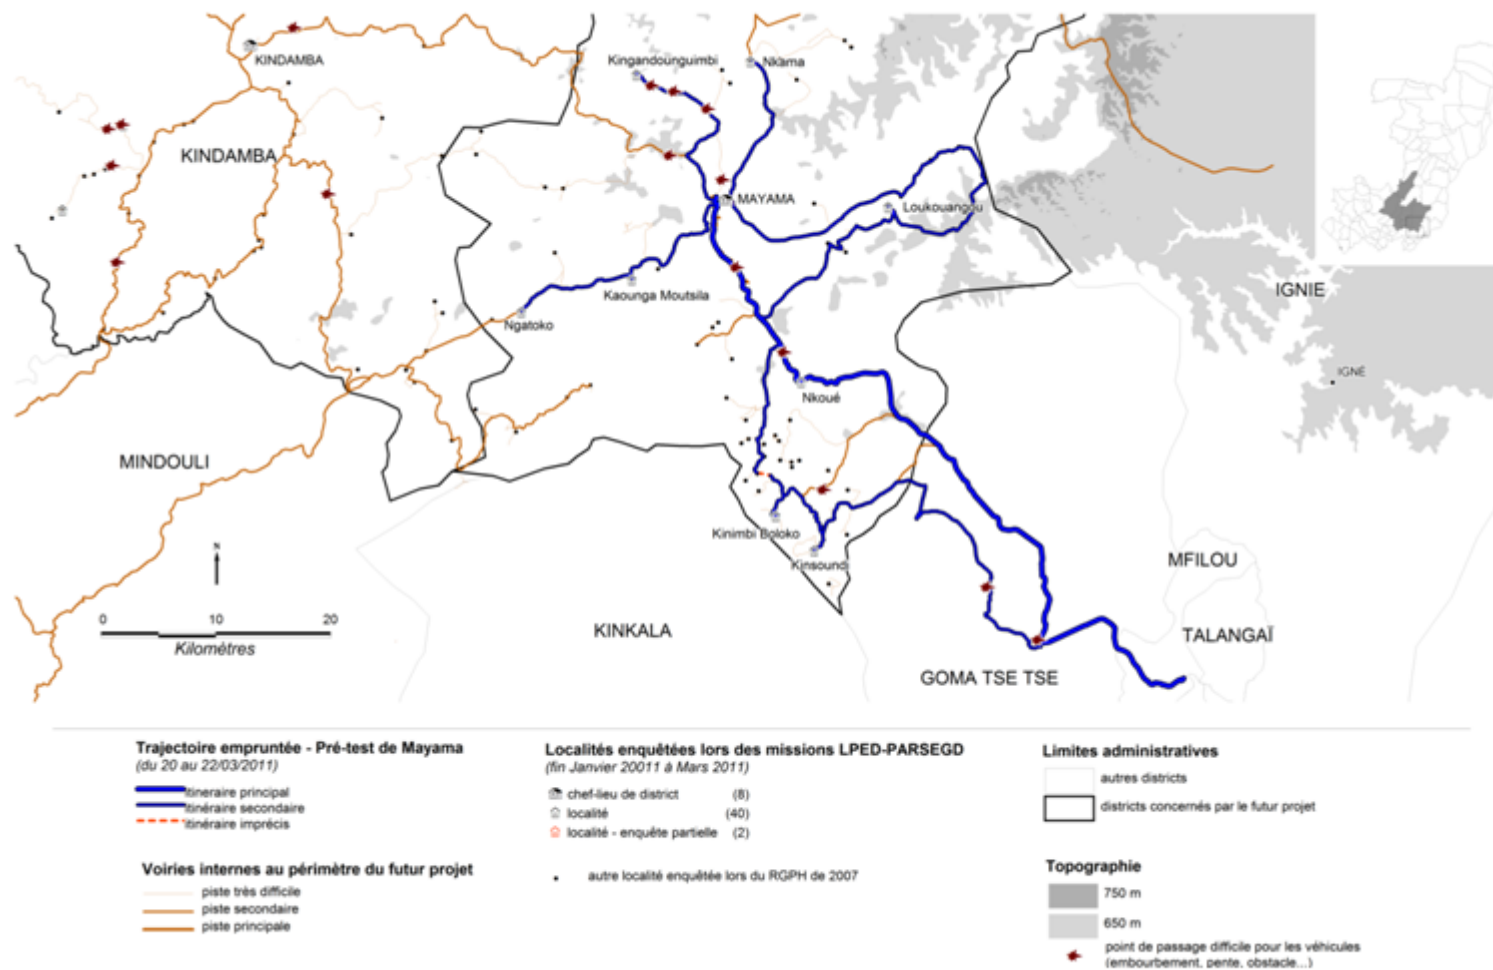 KINDAMBA
Kingandounguimbi
Nkama
KINDAMBA
MAYAMA
Loukouangou
Kaounga Moutsila
IGNIE
Ngatoko
IGNÉ
Nkoué
MINDOULI
Kinimbi Boloko
N
Kinsoundi
MFILOU
0 10 20
Kilomètres
KINKALA
TALANGAÏ
GOMA TSE TSE
Trajectoire empruntée - Pré-test de Mayama
(du 20 au 22/03/2011)
Itineraire principal
Itinéraire secondaire
itinéraire imprécis
Voiries internes au périmètre du futur projet
piste très difficile
piste secondaire
piste principale
Localités enquêtées lors des missions LPED-PARSEGD
(fin Janvier 20011 à Mars 2011)
chef-lieu de district (8)
localité (40)
localité - enquête partielle (2)
autre localité enquêtée lors du RGPH de 2007
Limites administratives
autres districts
districts concernés par le futur projet
Topographie
750 m
650 m
point de passage difficile pour les véhicules
(embourbement, pente, obstacle...)